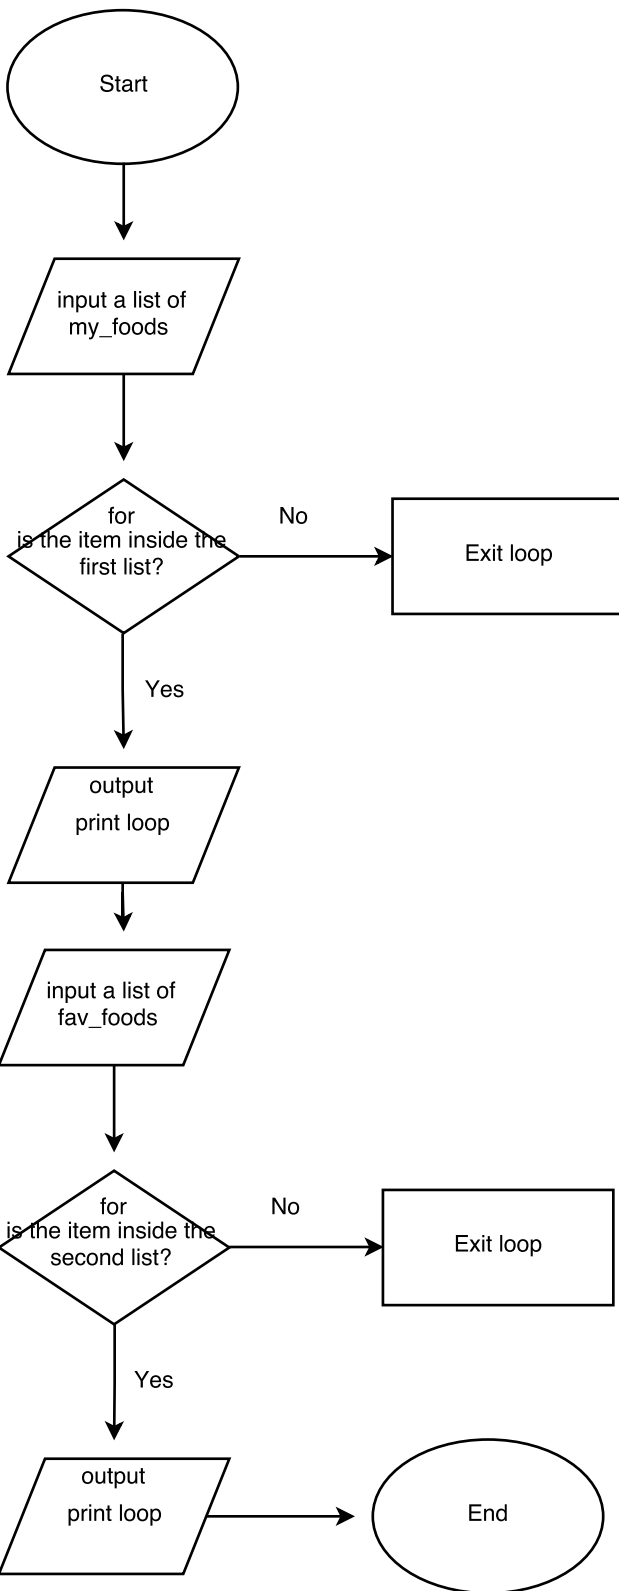 Start
input a list of
my_foods
for
is the item inside the
first list?
No
Exit loop
Yes
output
print loop
input a list of
fav_foods
for
is the item inside the
second list?
No
Exit loop
Yes
output
print loop
End